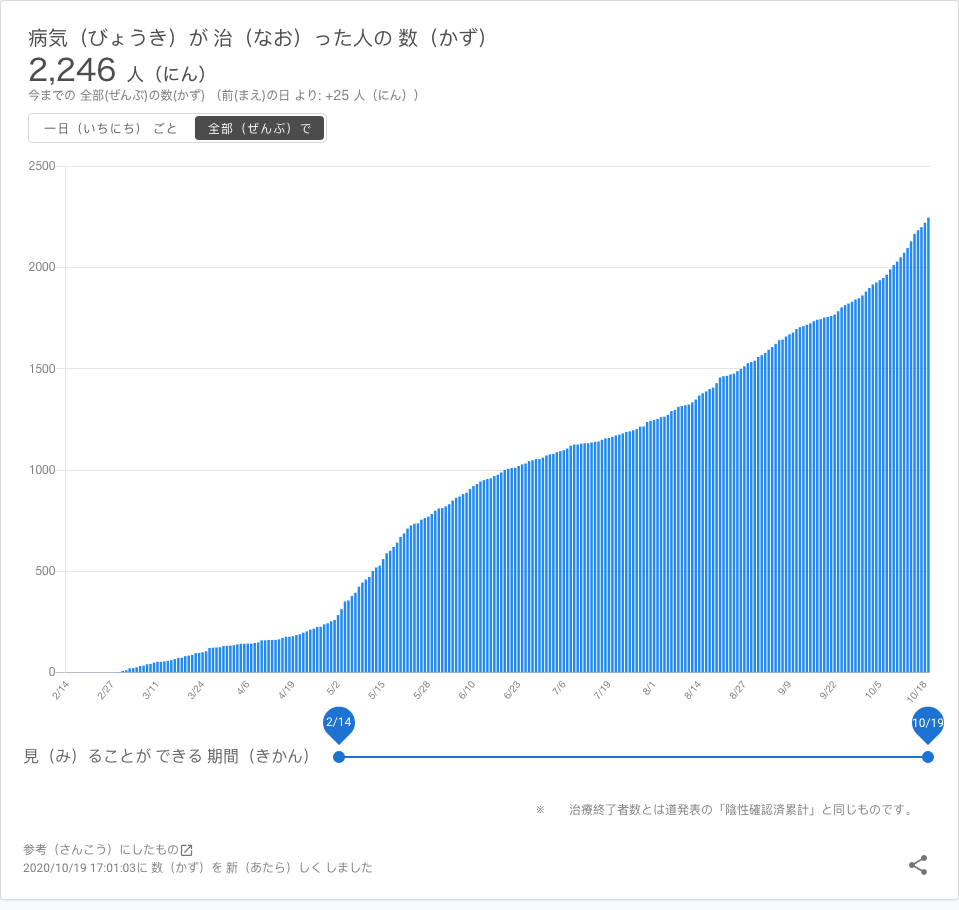 病気（びょうき）が 治（なお）った人の 数（かず）
2,246 人（にん）
今までの 全部(ぜんぶ)の数(かず) （前(まえ)の日 より: +25 人（にん））
一日（いちにち） ごと 全部（ぜんぶ）で
2500
2000
1500
1000
500
0
2/14 2/27 3/11 3/24 4/6 4/19 5/2 5/15 5/28 6/10 6/23 7/6 7/19 8/1 8/14 8/27 9/9 9/22 10/5 10/18
2/14 10/19
見（み）ることが できる 期間（きかん）
※ 治療終了者数とは道発表の「陰性確認済累計」と同じものです。
参考（さんこう）にしたもの
2020/10/19 17:01:03に 数（かず）を 新（あたら）しく しました